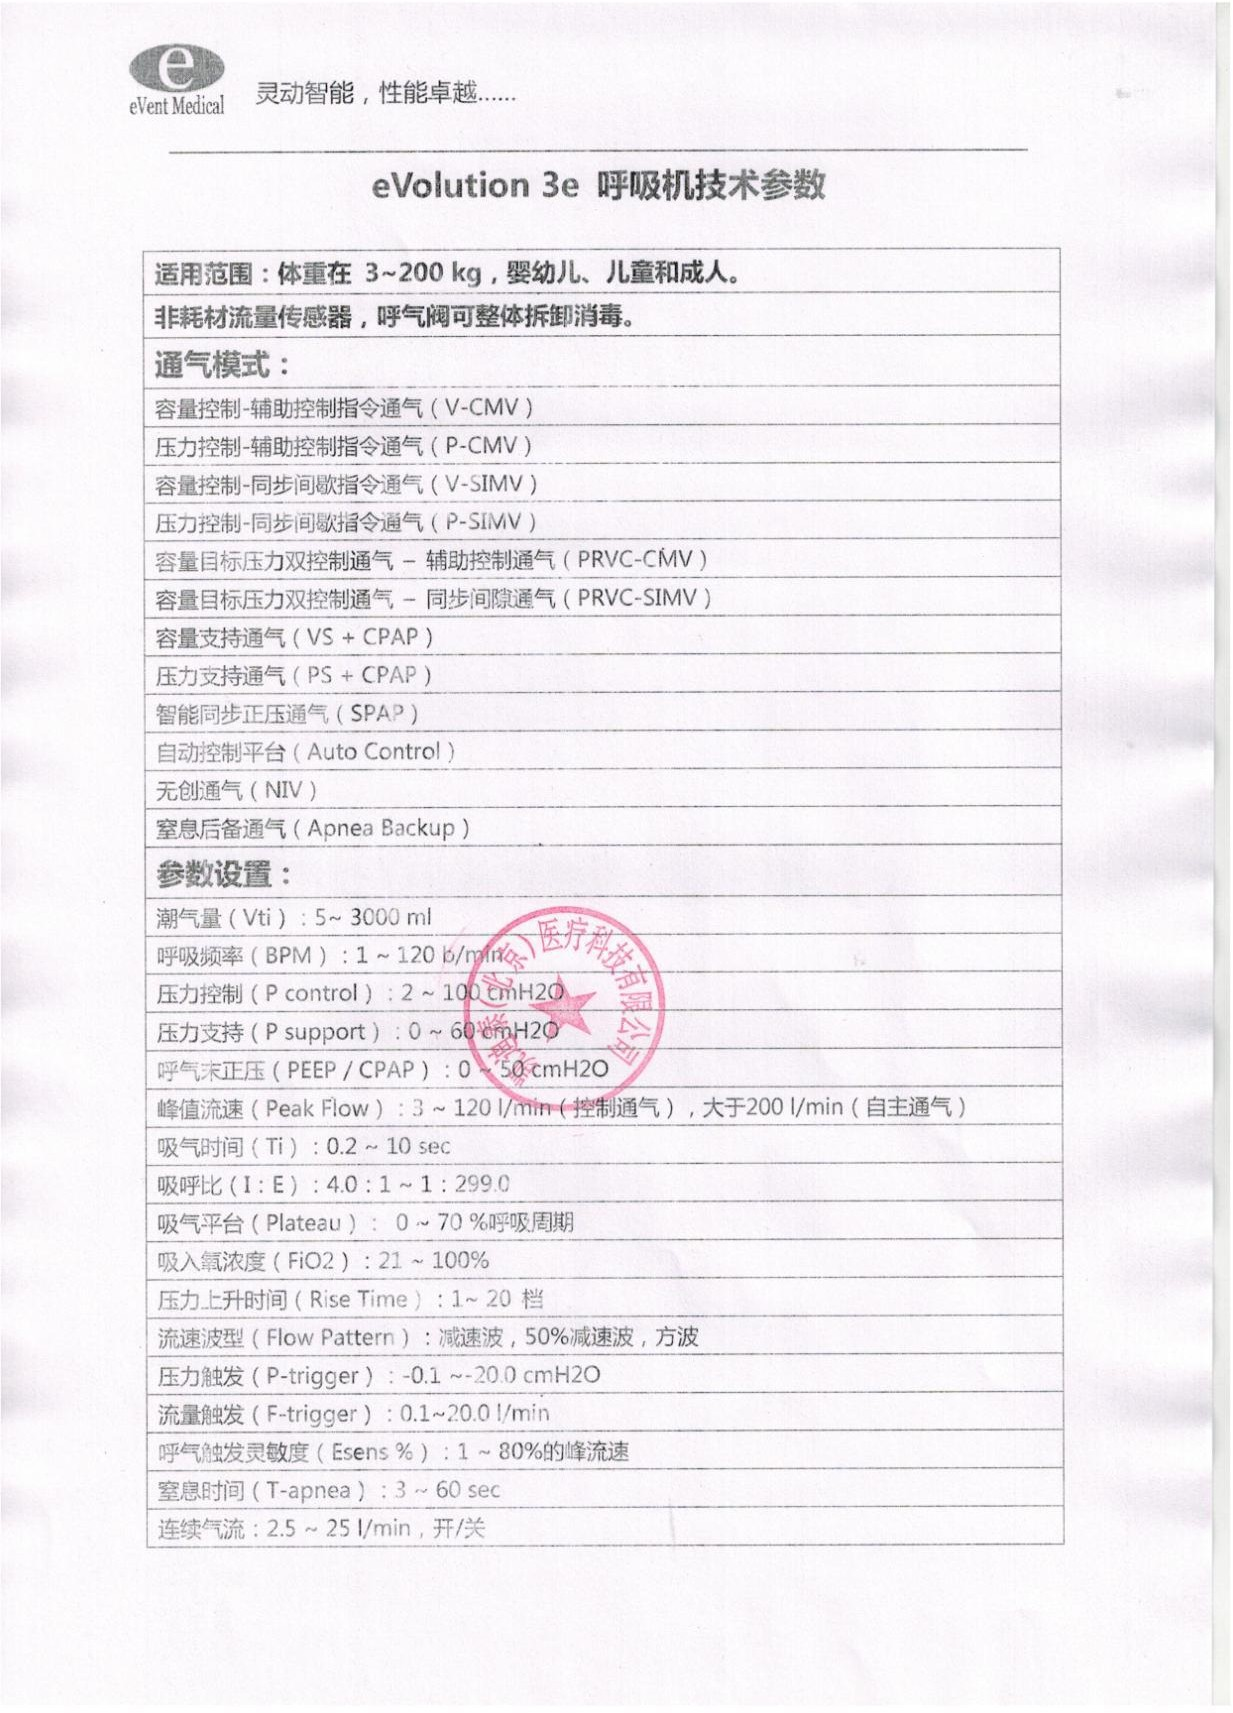 e
eVent Medical
灵动智能，性能卓越……
eVolution 3e 呼吸机技术参数
适用范围：体重在 3~200 kg，婴幼儿、儿童和成人。
非耗材流量传感器，呼气阀可整体拆卸消毒。
通气模式：
容量控制-辅助控制指令通气（V-CMV）
压力控制-辅助控制指令通气（P-CMV）
容量控制-同步间歇指令通气（V-SIMV）
压力控制-同步间歇指令通气（P-SIMV）
容量目标压力双控制通气 – 辅助控制通气（PRVC-CMV）
容量目标压力双控制通气 – 同步间隙通气（PRVC-SIMV）
容量支持通气（VS + CPAP）
压力支持通气（PS + CPAP）
智能同步正压通气（SPAP）
自动控制平台（Auto Control）
无创通气（NIV）
窒息后备通气（Apnea Backup）
参数设置：
潮气量（Vti）：5~ 3000 ml
呼吸频率（BPM）：1 ~ 120 b/min
压力控制（P control）：2 ~ 100 cmH2O
压力支持（P support）：0 ~ 60 cmH2O
呼气末正压（PEEP / CPAP）：0 ~ 50 cmH2O
峰值流速（Peak Flow）：3 ~ 120 l/min（控制通气），大于200 l/min（自主通气）
吸气时间（Ti）：0.2 ~ 10 sec
吸呼比（I：E）：4.0：1 ~ 1：299.0
吸气平台（Plateau）： 0 ~ 70 %呼吸周期
吸入氧浓度（FiO2）：21 ~ 100%
压力上升时间（Rise Time）：1~ 20 档
流速波型（Flow Pattern）：减速波，50%减速波，方波
压力触发（P-trigger）：-0.1 ~-20.0 cmH2O
流量触发（F-trigger）：0.1~20.0 l/min
呼气触发灵敏度（Esens %）：1 ~ 80%的峰流速
窒息时间（T-apnea）：3 ~ 60 sec
连续气流：2.5 ~ 25 l/min，开/关
（北京）医疗科技有限公司